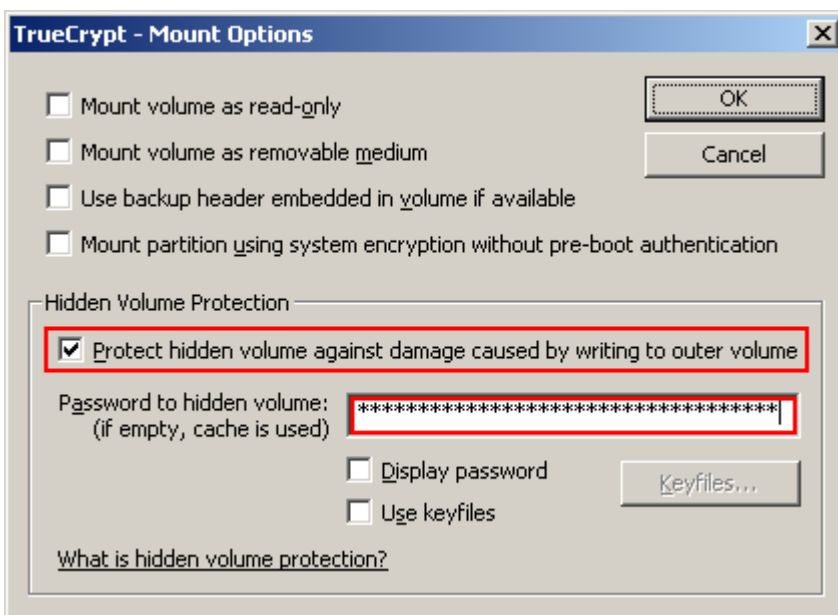 TrueCrypt - Mount Options
Mount volume as read-only
OK
Mount volume as removable medium
Cancel
Use backup header embedded in volume if available
Mount partition using system encryption without pre-boot authentication
Hidden Volume Protection
Protect hidden volume against damage caused by writing to outer volume
Password to hidden volume:
(if empty, cache is used)
***********************************
Display password
Keyfiles...
Use keyfiles
What is hidden volume protection?